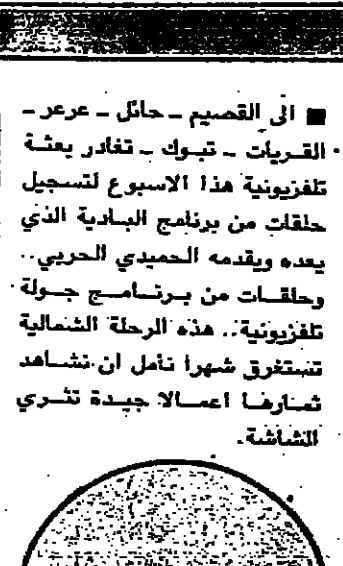 ■ الى القصيم ـ حائل ـ عرعر ـ
القريات ـ تبوك ـ تغادر بعثة
تلفزيونية هذا الاسبوع لتسجيل
حلقات من برنامج البادية الذي
يعده ويقدمه الحميدي الحربي..
وحلقات من برنامج جولة
تلفزيونية.. هذه الرحلة الشمالية
تستغرق شهرا نأمل ان نشاهد
ثمارها اعمالا جيدة تثري
الشاشة.